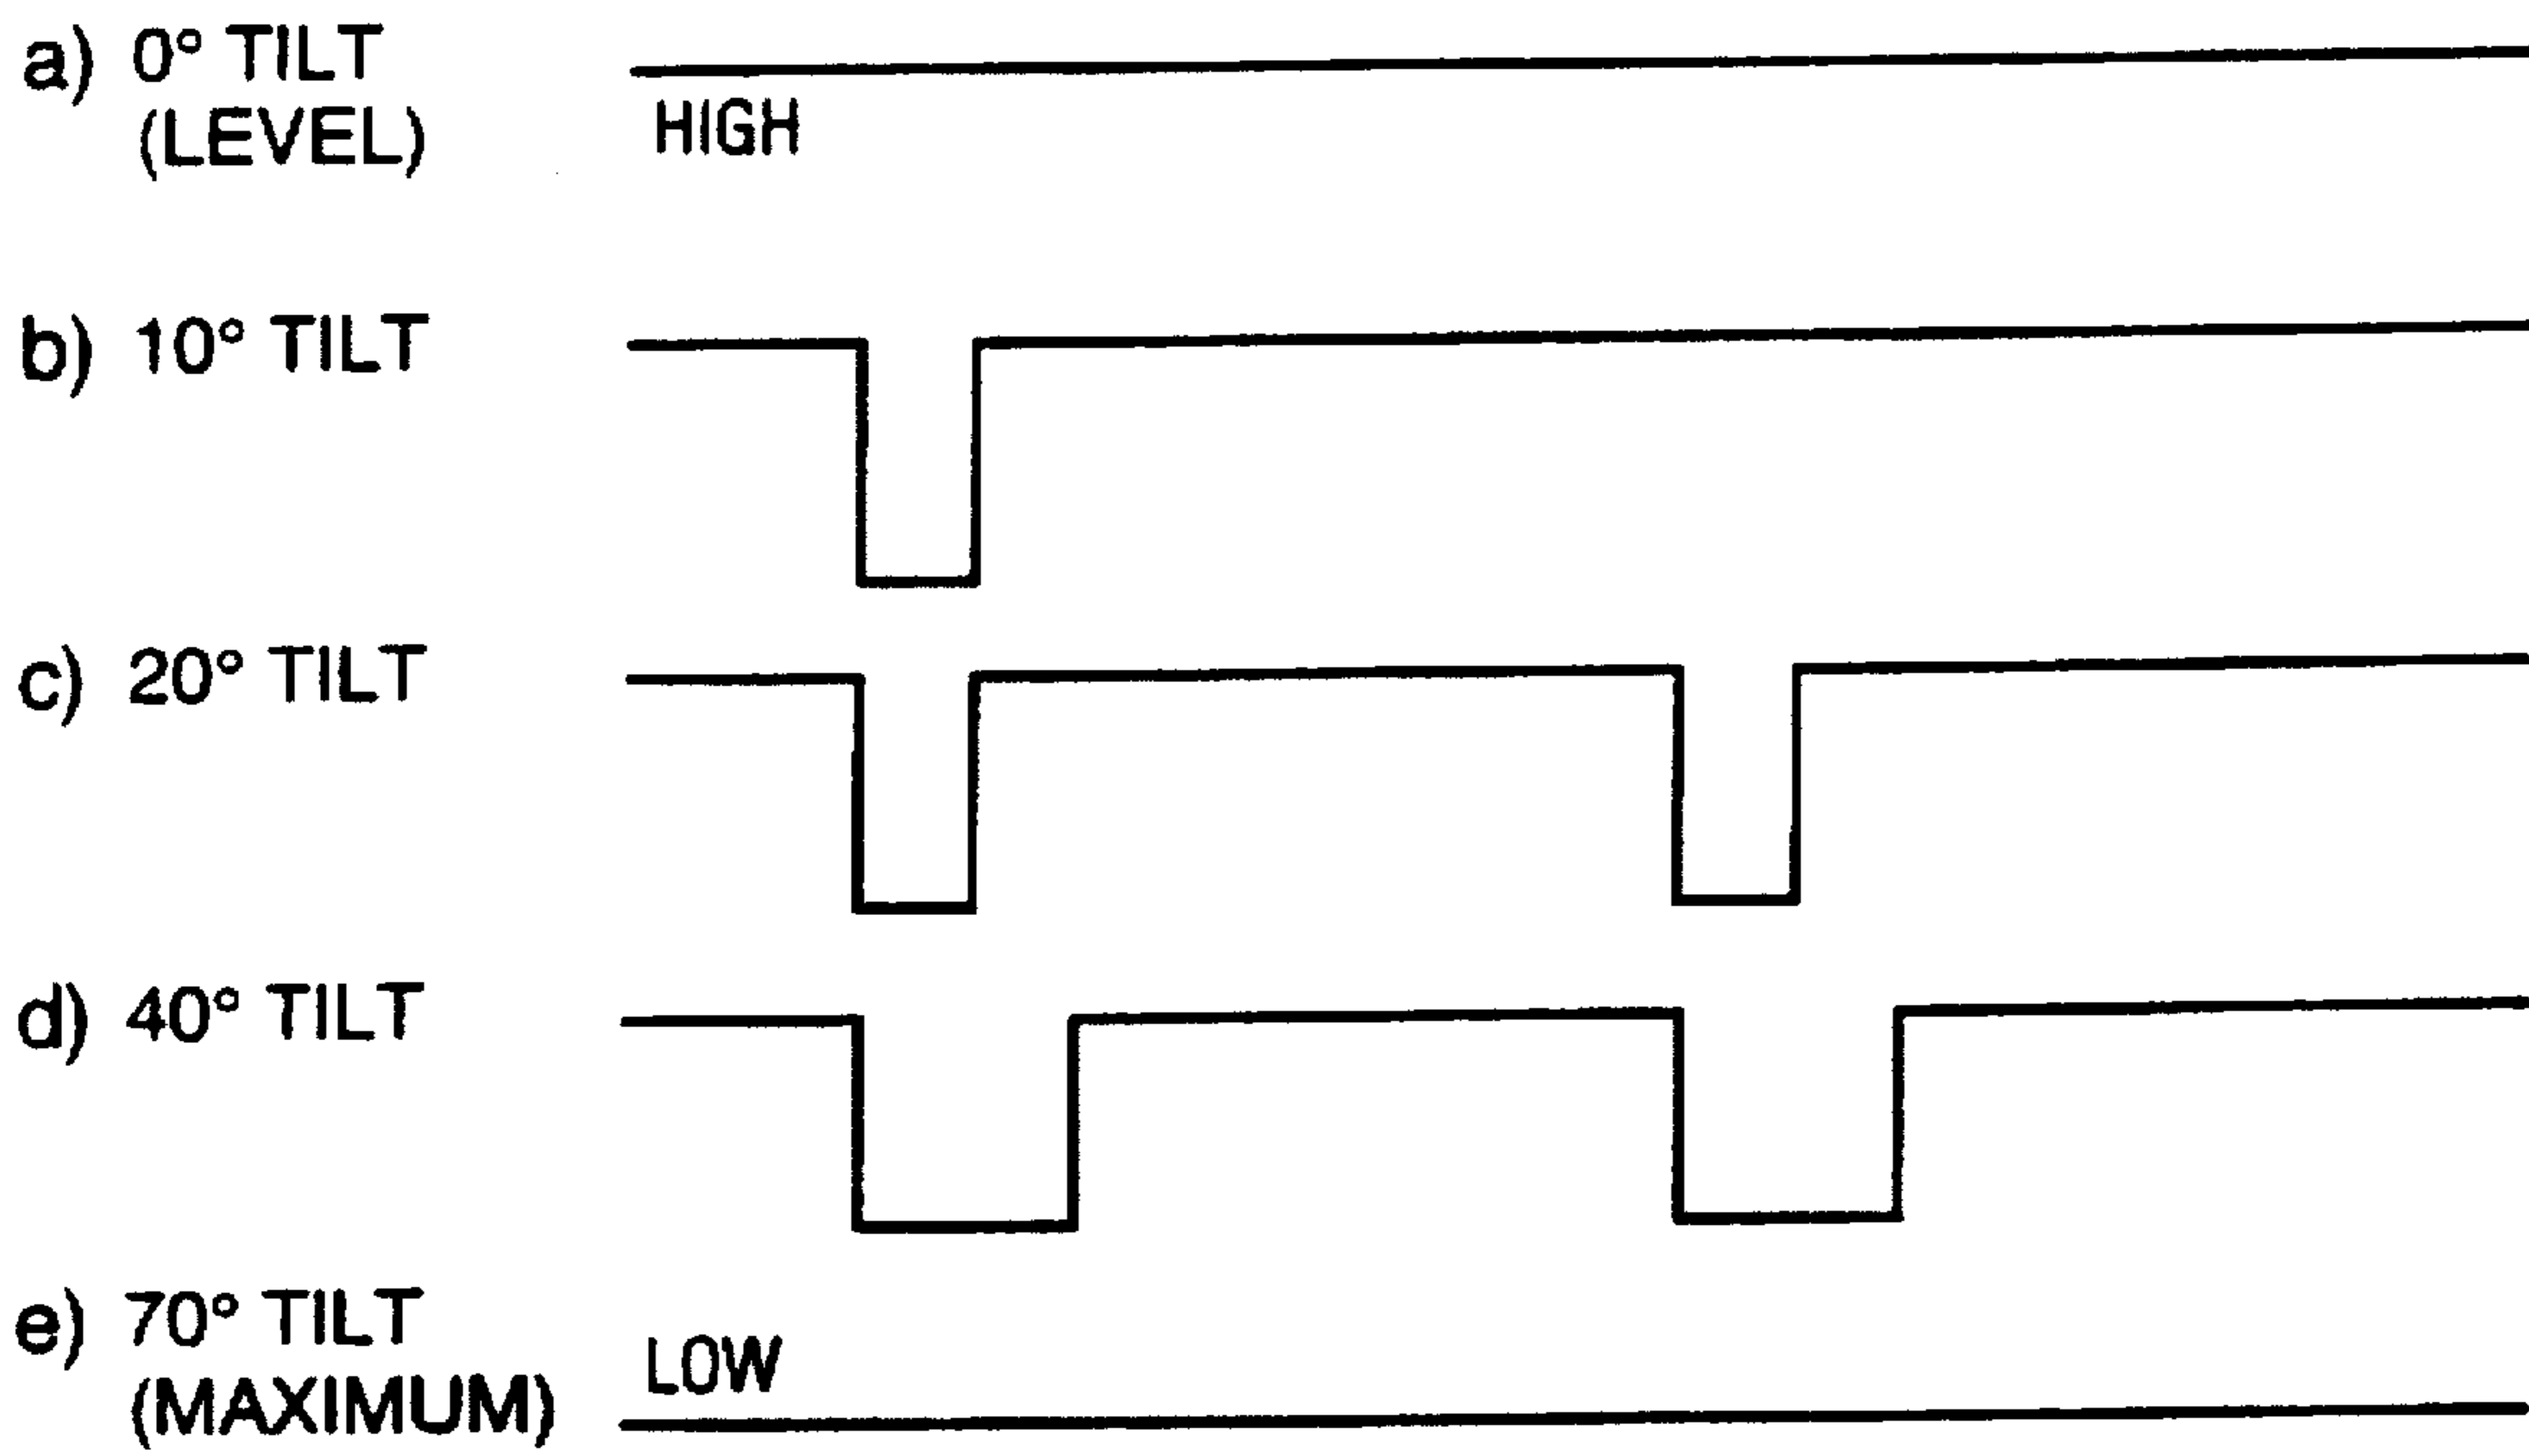 a) 0° TILT
(LEVEL)
HIGH
b) 10° TILT
c) 20° TILT
d) 40° TILT
e) 70° TILT
(MAXIMUM)
LOW